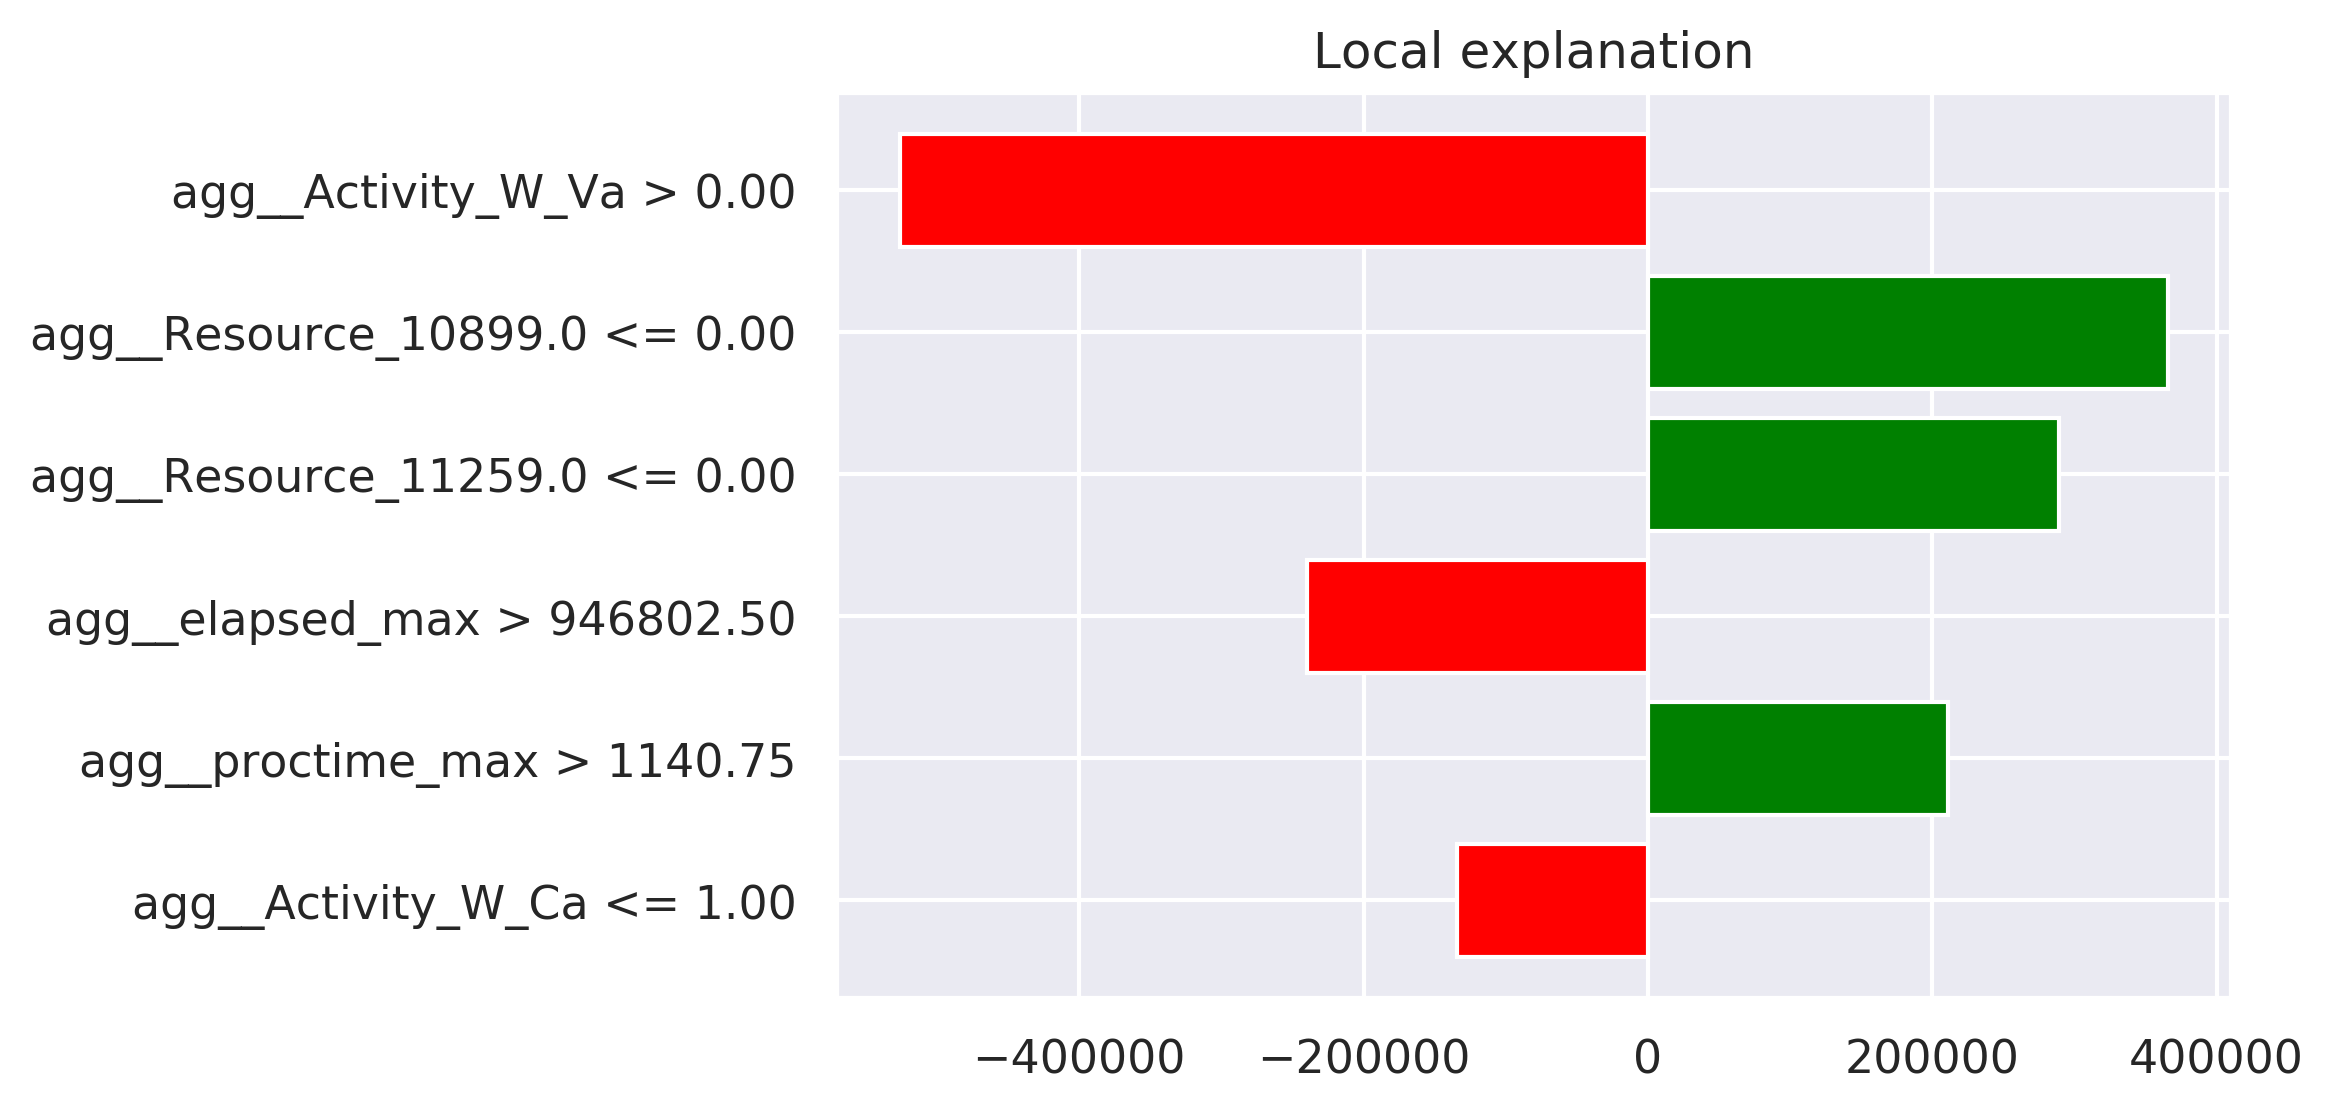 Local explanation
agg__Activity_W_Va > 0.00
agg__Resource_10899.0 <= 0.00
agg__Resource_11259.0 <= 0.00
agg__elapsed_max > 946802.50
agg__proctime_max > 1140.75
agg__Activity_W_Ca <= 1.00
−400000 −200000 0 200000 400000